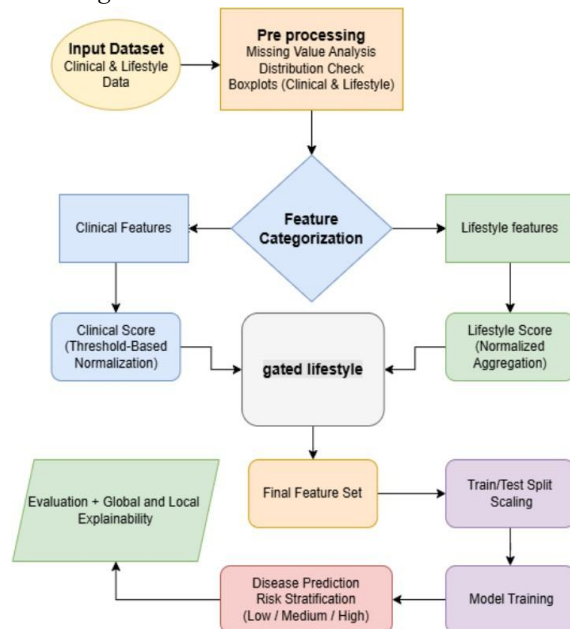 Input Dataset
Clinical & Lifestyle
Data
Pre processing
Missing Value Analysis
Distribution Check
Boxplots (Clinical & Lifestyle)
Feature
Categorization
Clinical Features
Lifestyle features
Clinical Score
(Threshold-Based
Normalization)
gated lifestyle
Lifestyle Score
(Normalized
Aggregation)
Final Feature Set
Train/Test Split
Scaling
Evaluation + Global and Local
Explainability
Disease Prediction
Risk Stratification
(Low / Medium / High)
Model Training